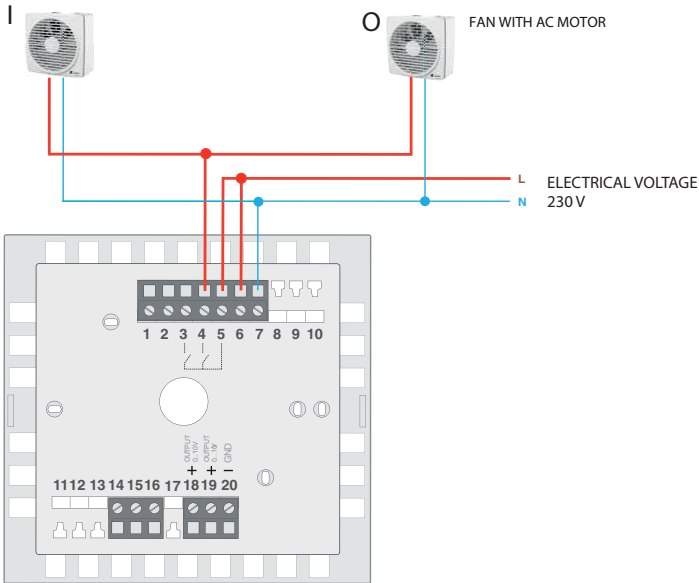 I
O FAN WITH AC MOTOR
L ELECTRICAL VOLTAGE
N 230 V
1 2 3 4 5 6 7 8 9 10
OUTPUT
0...10V
OUTPUT
0...10V
GND
+ + −
11 12 13 14 15 16 17 18 19 20